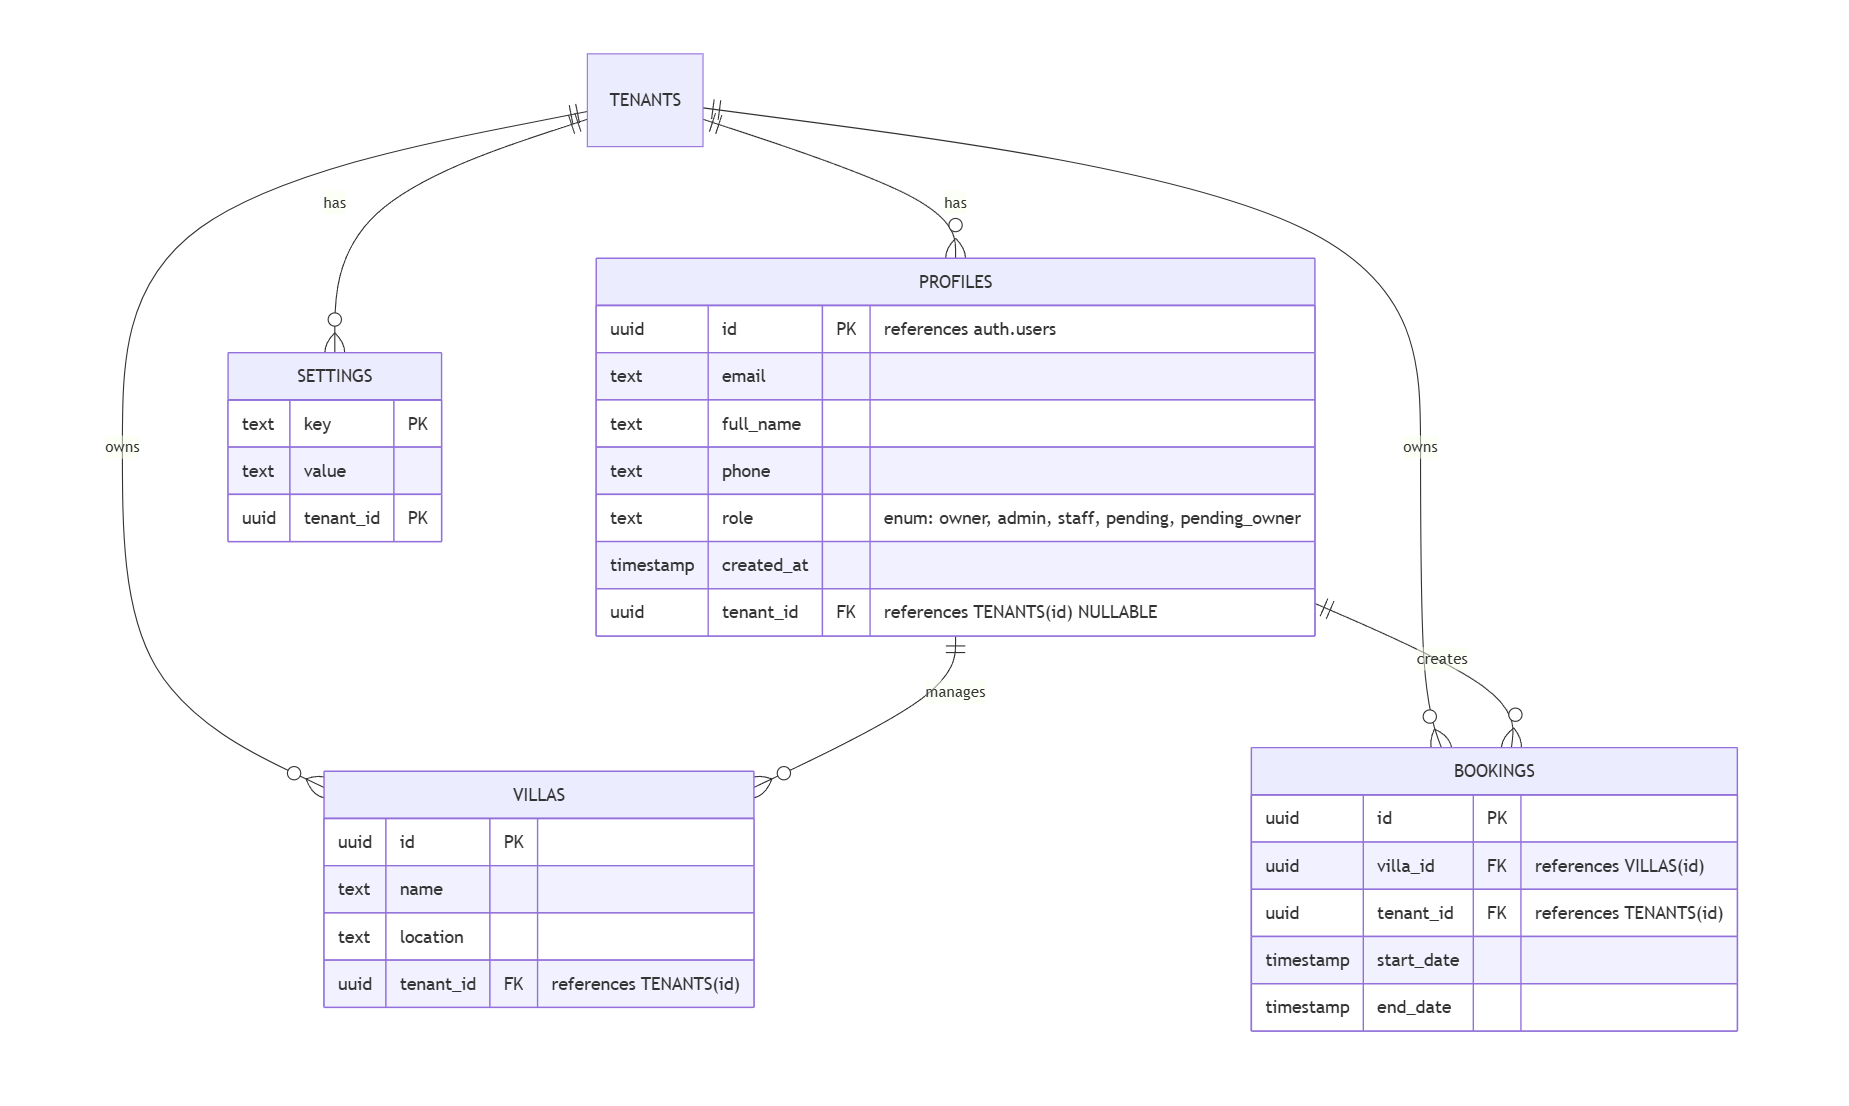 TENANTS
has
has
PROFILES
uuid id PK references auth.users
text email
text full_name
text phone
text role enum: owner, admin, staff, pending, pending_owner
timestamp created_at
uuid tenant_id FK references TENANTS(id) NULLABLE
SETTINGS
text key PK
text value
uuid tenant_id PK
owns
owns
creates
manages
VILLAS
uuid id PK
text name
text location
uuid tenant_id FK references TENANTS(id)
BOOKINGS
uuid id PK
uuid villa_id FK references VILLAS(id)
uuid tenant_id FK references TENANTS(id)
timestamp start_date
timestamp end_date